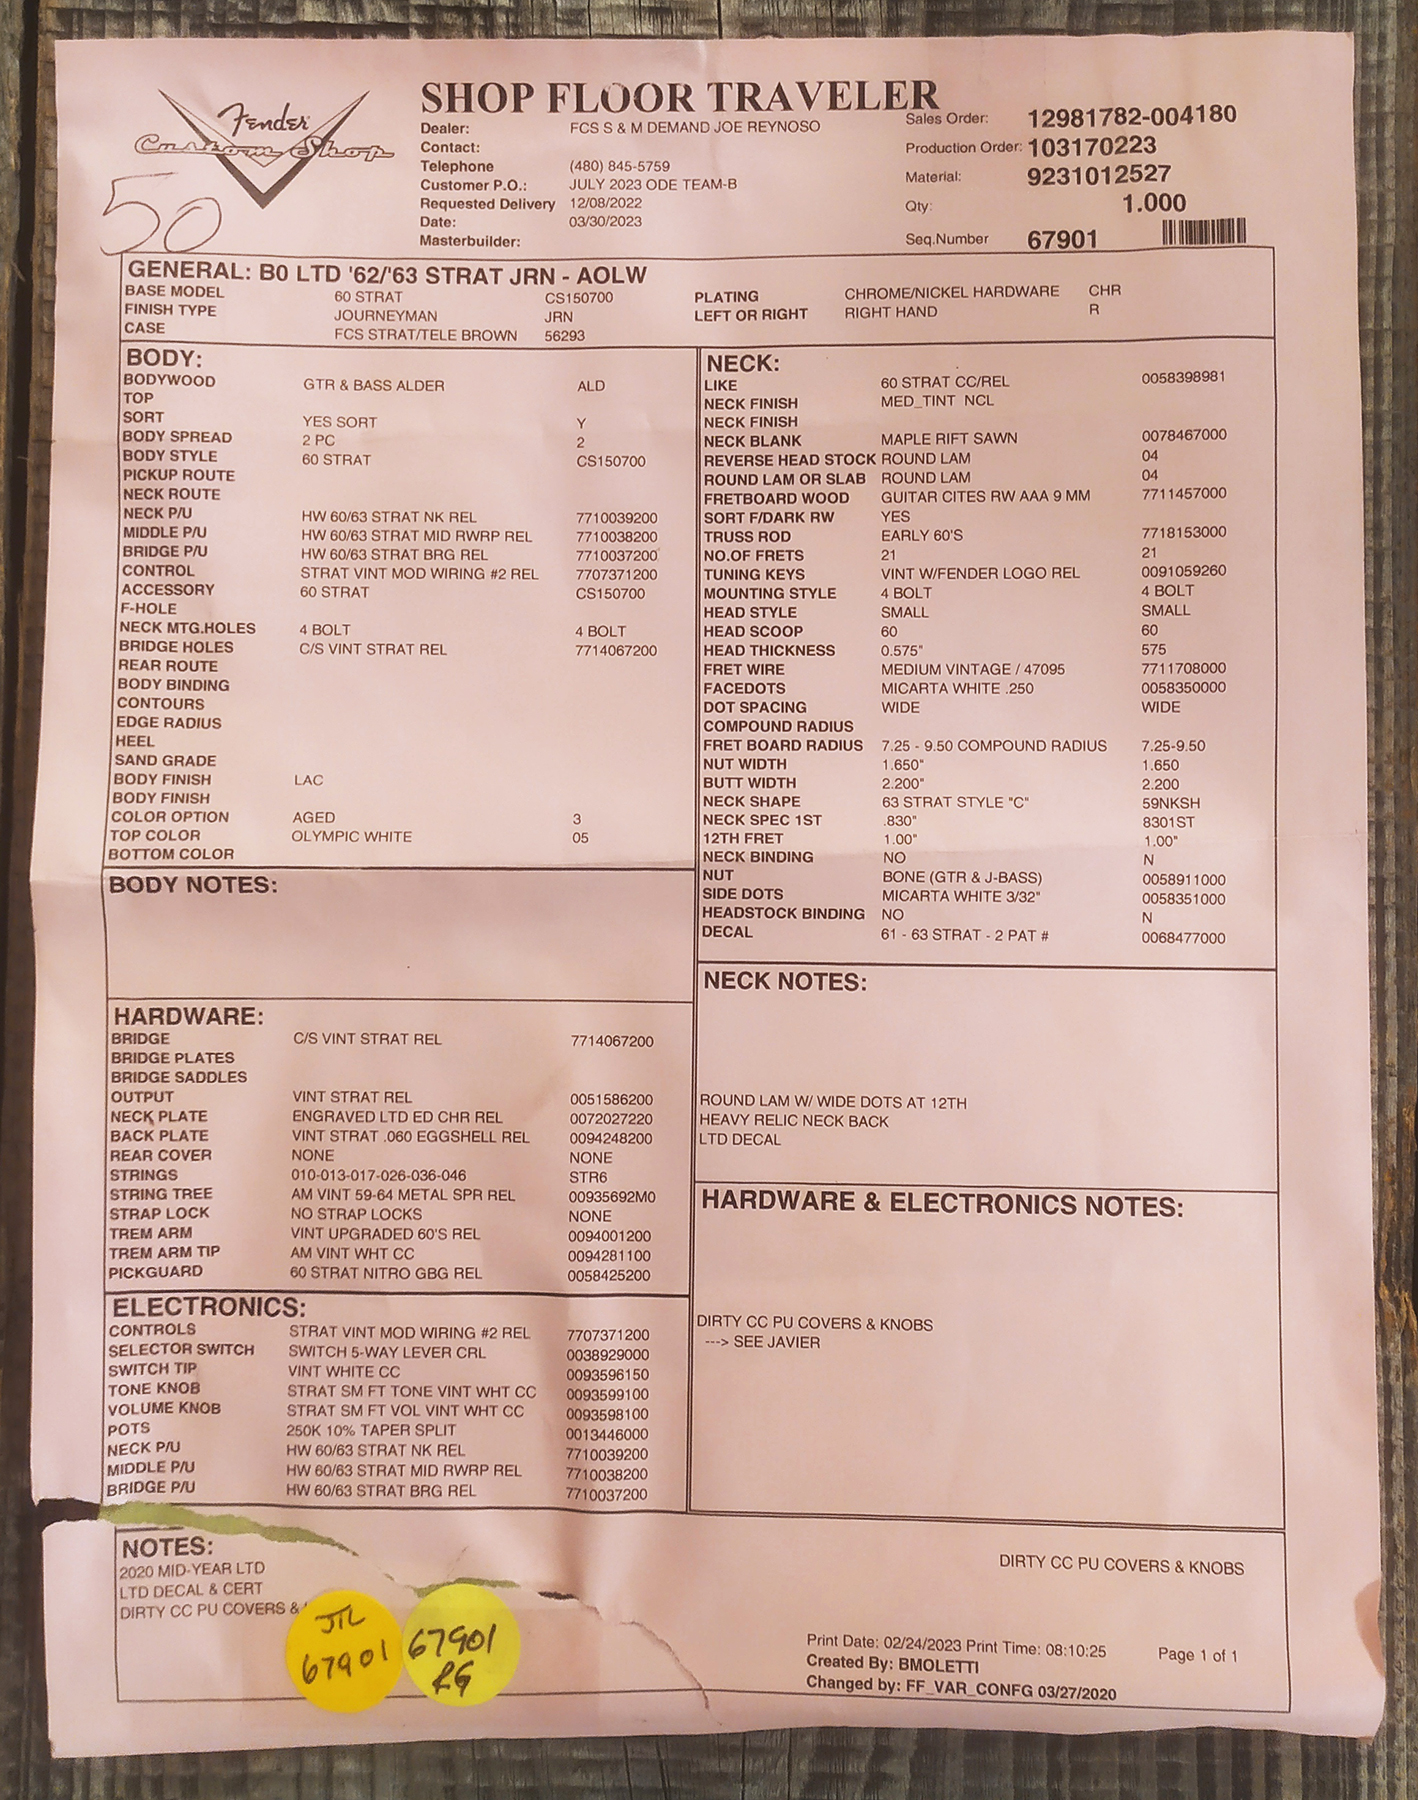 Fender
Custom Shop
50
SHOP FLOOR TRAVELER
Dealer: FCS S & M DEMAND JOE REYNOSO
Contact:
Telephone (480) 845-5759
Customer P.O.: JULY 2023 ODE TEAM-B
Requested Delivery 12/08/2022
Date: 03/30/2023
Masterbuilder:
Sales Order: 12981782-004180
Production Order: 103170223
Material: 9231012527
Qty: 1.000
Seq.Number 67901
GENERAL: B0 LTD '62/'63 STRAT JRN - AOLW
BASE MODEL 60 STRAT CS150700
FINISH TYPE JOURNEYMAN JRN
CASE FCS STRAT/TELE BROWN 56293
PLATING CHROME/NICKEL HARDWARE CHR
LEFT OR RIGHT RIGHT HAND R
BODY:
BODYWOOD GTR & BASS ALDER ALD
TOP
SORT YES SORT Y
BODY SPREAD 2 PC 2
BODY STYLE 60 STRAT CS150700
PICKUP ROUTE
NECK ROUTE
NECK P/U HW 60/63 STRAT NK REL 7710039200
MIDDLE P/U HW 60/63 STRAT MID RWRP REL 7710038200
BRIDGE P/U HW 60/63 STRAT BRG REL 7710037200
CONTROL STRAT VINT MOD WIRING #2 REL 7707371200
ACCESSORY 60 STRAT CS150700
F-HOLE
NECK MTG.HOLES 4 BOLT 4 BOLT
BRIDGE HOLES C/S VINT STRAT REL 7714067200
REAR ROUTE
BODY BINDING
CONTOURS
EDGE RADIUS
HEEL
SAND GRADE
BODY FINISH LAC
BODY FINISH
COLOR OPTION AGED 3
TOP COLOR OLYMPIC WHITE 05
BOTTOM COLOR
BODY NOTES:
HARDWARE:
BRIDGE C/S VINT STRAT REL 7714067200
BRIDGE PLATES
BRIDGE SADDLES
OUTPUT VINT STRAT REL 0051586200
NECK PLATE ENGRAVED LTD ED CHR REL 0072027220
BACK PLATE VINT STRAT .060 EGGSHELL REL 0094248200
REAR COVER NONE NONE
STRINGS 010-013-017-026-036-046 STR6
STRING TREE AM VINT 59-64 METAL SPR REL 00935692M0
STRAP LOCK NO STRAP LOCKS NONE
TREM ARM VINT UPGRADED 60'S REL 0094001200
TREM ARM TIP AM VINT WHT CC 0094281100
PICKGUARD 60 STRAT NITRO GBG REL 0058425200
ELECTRONICS:
CONTROLS STRAT VINT MOD WIRING #2 REL 7707371200
SELECTOR SWITCH SWITCH 5-WAY LEVER CRL 0038929000
SWITCH TIP VINT WHITE CC 0093596150
TONE KNOB STRAT SM FT TONE VINT WHT CC 0093599100
VOLUME KNOB STRAT SM FT VOL VINT WHT CC 0093598100
POTS 250K 10% TAPER SPLIT 0013446000
NECK P/U HW 60/63 STRAT NK REL 7710039200
MIDDLE P/U HW 60/63 STRAT MID RWRP REL 7710038200
BRIDGE P/U HW 60/63 STRAT BRG REL 7710037200
NECK:
LIKE 60 STRAT CC/REL 0058398981
NECK FINISH MED_TINT NCL
NECK FINISH
NECK BLANK MAPLE RIFT SAWN 0078467000
REVERSE HEAD STOCK ROUND LAM 04
ROUND LAM OR SLAB ROUND LAM 04
FRETBOARD WOOD GUITAR CITES RW AAA 9 MM 7711457000
SORT F/DARK RW YES
TRUSS ROD EARLY 60'S 7718153000
NO.OF FRETS 21 21
TUNING KEYS VINT W/FENDER LOGO REL 0091059260
MOUNTING STYLE 4 BOLT 4 BOLT
HEAD STYLE SMALL SMALL
HEAD SCOOP 60 60
HEAD THICKNESS 0.575" 575
FRET WIRE MEDIUM VINTAGE / 47095 7711708000
FACEDOTS MICARTA WHITE .250 0058350000
DOT SPACING WIDE WIDE
COMPOUND RADIUS
FRET BOARD RADIUS 7.25 - 9.50 COMPOUND RADIUS 7.25-9.50
NUT WIDTH 1.650" 1.650
BUTT WIDTH 2.200" 2.200
NECK SHAPE 63 STRAT STYLE "C" 59NKSH
NECK SPEC 1ST .830" 8301ST
12TH FRET 1.00" 1.00"
NECK BINDING NO N
NUT BONE (GTR & J-BASS) 0058911000
SIDE DOTS MICARTA WHITE 3/32" 0058351000
HEADSTOCK BINDING NO N
DECAL 61 - 63 STRAT - 2 PAT # 0068477000
NECK NOTES:
ROUND LAM W/ WIDE DOTS AT 12TH
HEAVY RELIC NECK BACK
LTD DECAL
HARDWARE & ELECTRONICS NOTES:
DIRTY CC PU COVERS & KNOBS
---> SEE JAVIER
NOTES:
2020 MID-YEAR LTD
LTD DECAL & CERT
DIRTY CC PU COVERS &
DIRTY CC PU COVERS & KNOBS
JTL
67901
67901
RG
Print Date: 02/24/2023 Print Time: 08:10:25 Page 1 of 1
Created By: BMOLETTI
Changed by: FF_VAR_CONFG 03/27/2020